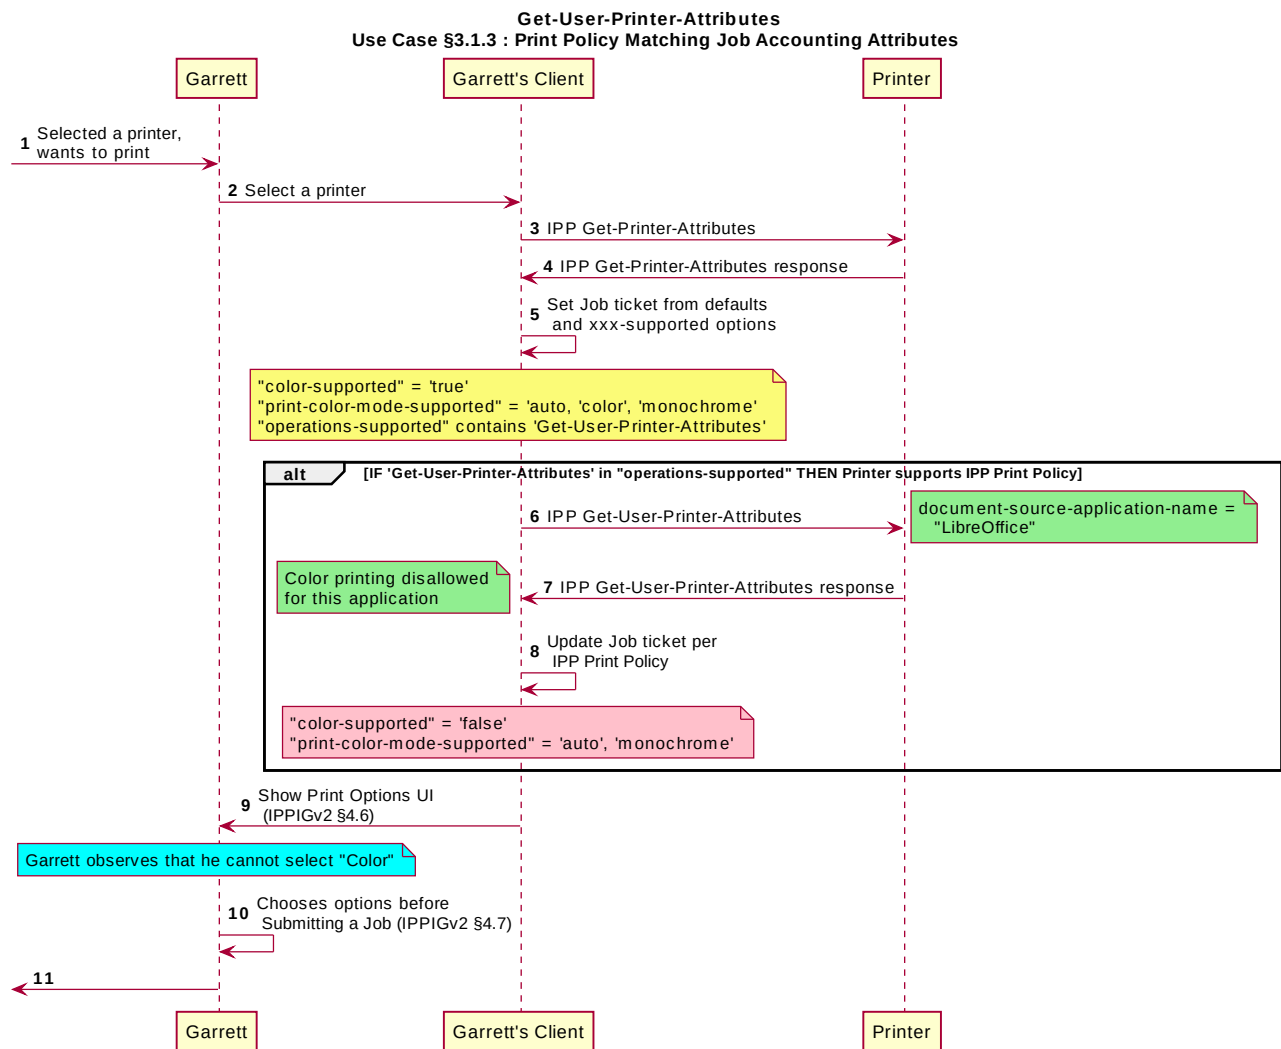 Get-User-Printer-Attributes
Use Case §3.1.3 : Print Policy Matching Job Accounting Attributes
Garrett
Garrett's Client
Printer
1 Selected a printer,
wants to print
2 Select a printer
3 IPP Get-Printer-Attributes
4 IPP Get-Printer-Attributes response
5 Set Job ticket from defaults
and xxx-supported options
"color-supported" = 'true'
"print-color-mode-supported" = 'auto, 'color', 'monochrome'
"operations-supported" contains 'Get-User-Printer-Attributes'
alt [IF 'Get-User-Printer-Attributes' in "operations-supported" THEN Printer supports IPP Print Policy]
6 IPP Get-User-Printer-Attributes
document-source-application-name =
"LibreOffice"
Color printing disallowed
for this application
7 IPP Get-User-Printer-Attributes response
8 Update Job ticket per
IPP Print Policy
"color-supported" = 'false'
"print-color-mode-supported" = 'auto', 'monochrome'
9 Show Print Options UI
(IPPIGv2 §4.6)
Garrett observes that he cannot select "Color"
10 Chooses options before
Submitting a Job (IPPIGv2 §4.7)
11
Garrett
Garrett's Client
Printer